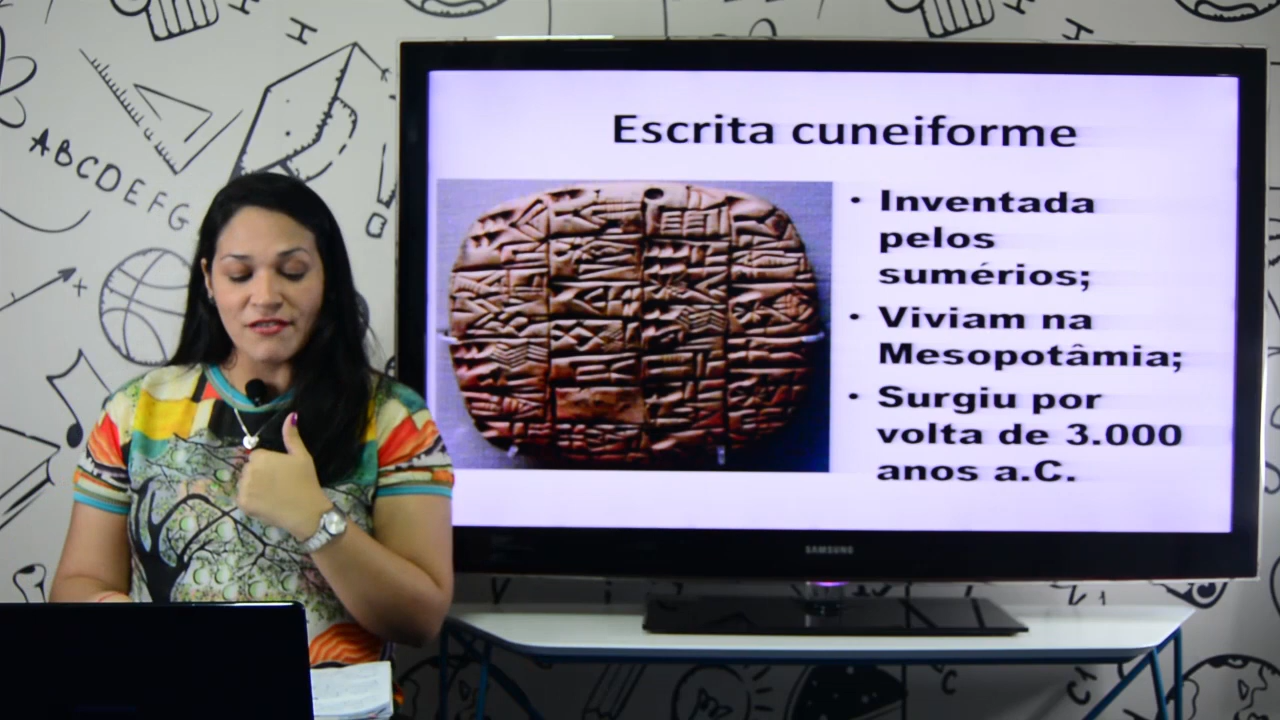 H
ABCDEFG
Escrita cuneiforme
• Inventada
pelos
sumérios;
• Viviam na
Mesopotâmia;
• Surgiu por
volta de 3.000
anos a.C.
SAMSUNG